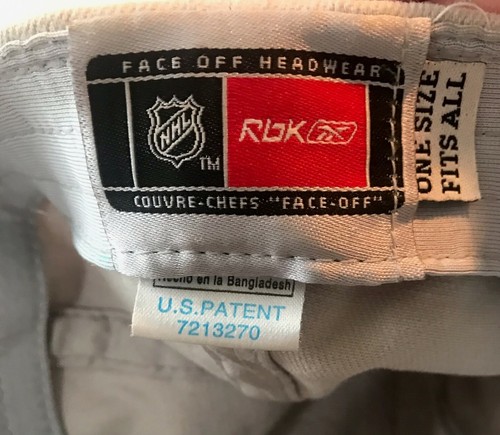 FACE OFF HEADWEAR
NHL
TM
RbK
COUVRE-CHEFS "FACE-OFF"
ONE SIZE
FITS ALL
Hecho en la Bangladesh
U.S.PATENT
7213270